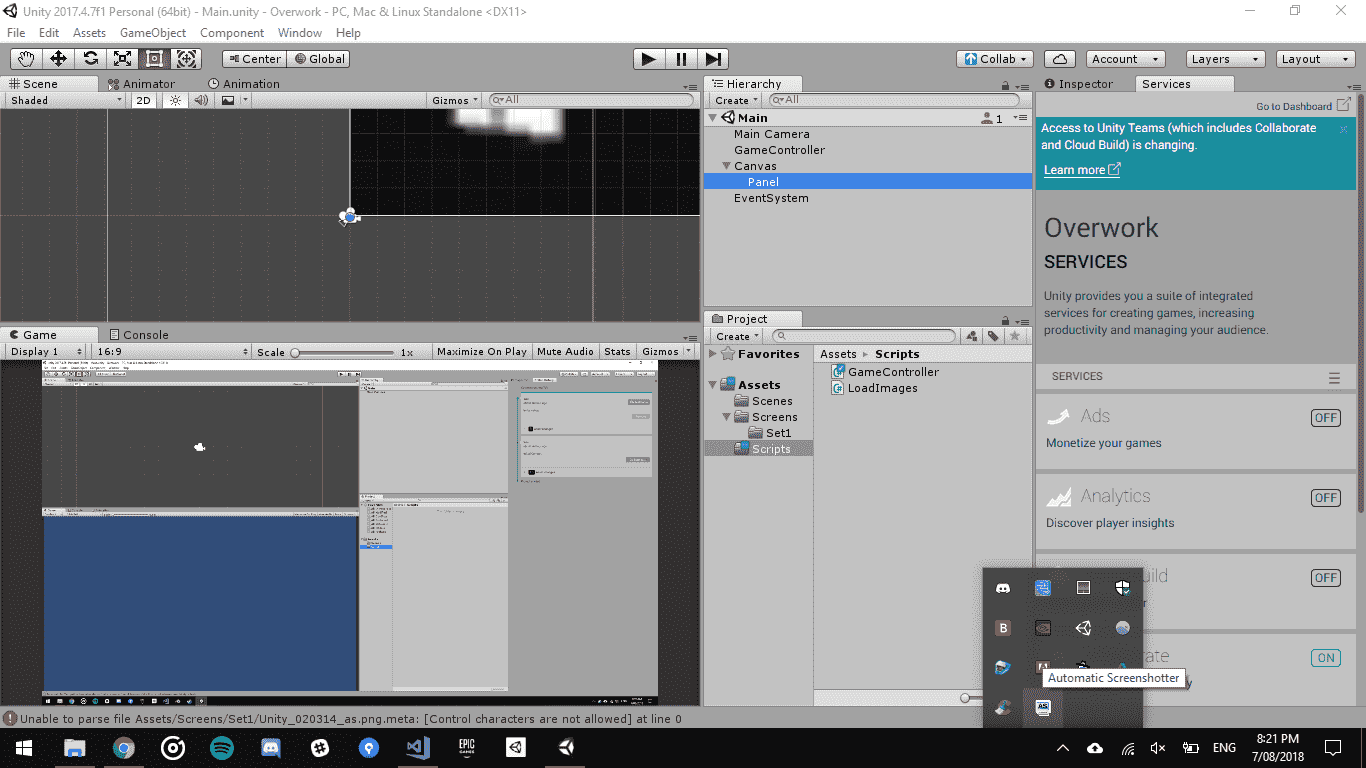 Unity 2017.4.7f1 Personal (64bit) - Main.unity - Overwork - PC, Mac & Linux Standalone <DX11>
File Edit Assets GameObject Component Window Help
Center Global
Collab Account Layers Layout
Scene Animator Animation
Shaded 2D Gizmos All
Hierarchy
Create All
Main 1
Main Camera
GameController
Canvas
Panel
EventSystem
Inspector Services
Go to Dashboard
Access to Unity Teams (which includes Collaborate
and Cloud Build) is changing.
Learn more
Overwork
SERVICES
Unity provides you a suite of integrated
services for creating games, increasing
productivity and managing your audience.
SERVICES
Ads OFF
Monetize your games
Analytics OFF
Discover player insights
OFF
ON
Game Console
Display 1 16:9 Scale 1x Maximize On Play Mute Audio Stats Gizmos
Project
Create
Favorites
Assets
Scenes
Screens
Set1
Scripts
Assets Scripts
GameController
LoadImages
Automatic Screenshotter
Unable to parse file Assets/Screens/Set1/Unity_020314_as.png.meta: [Control characters are not allowed] at line 0
EPIC
GAMES
ENG
8:21 PM
7/08/2018